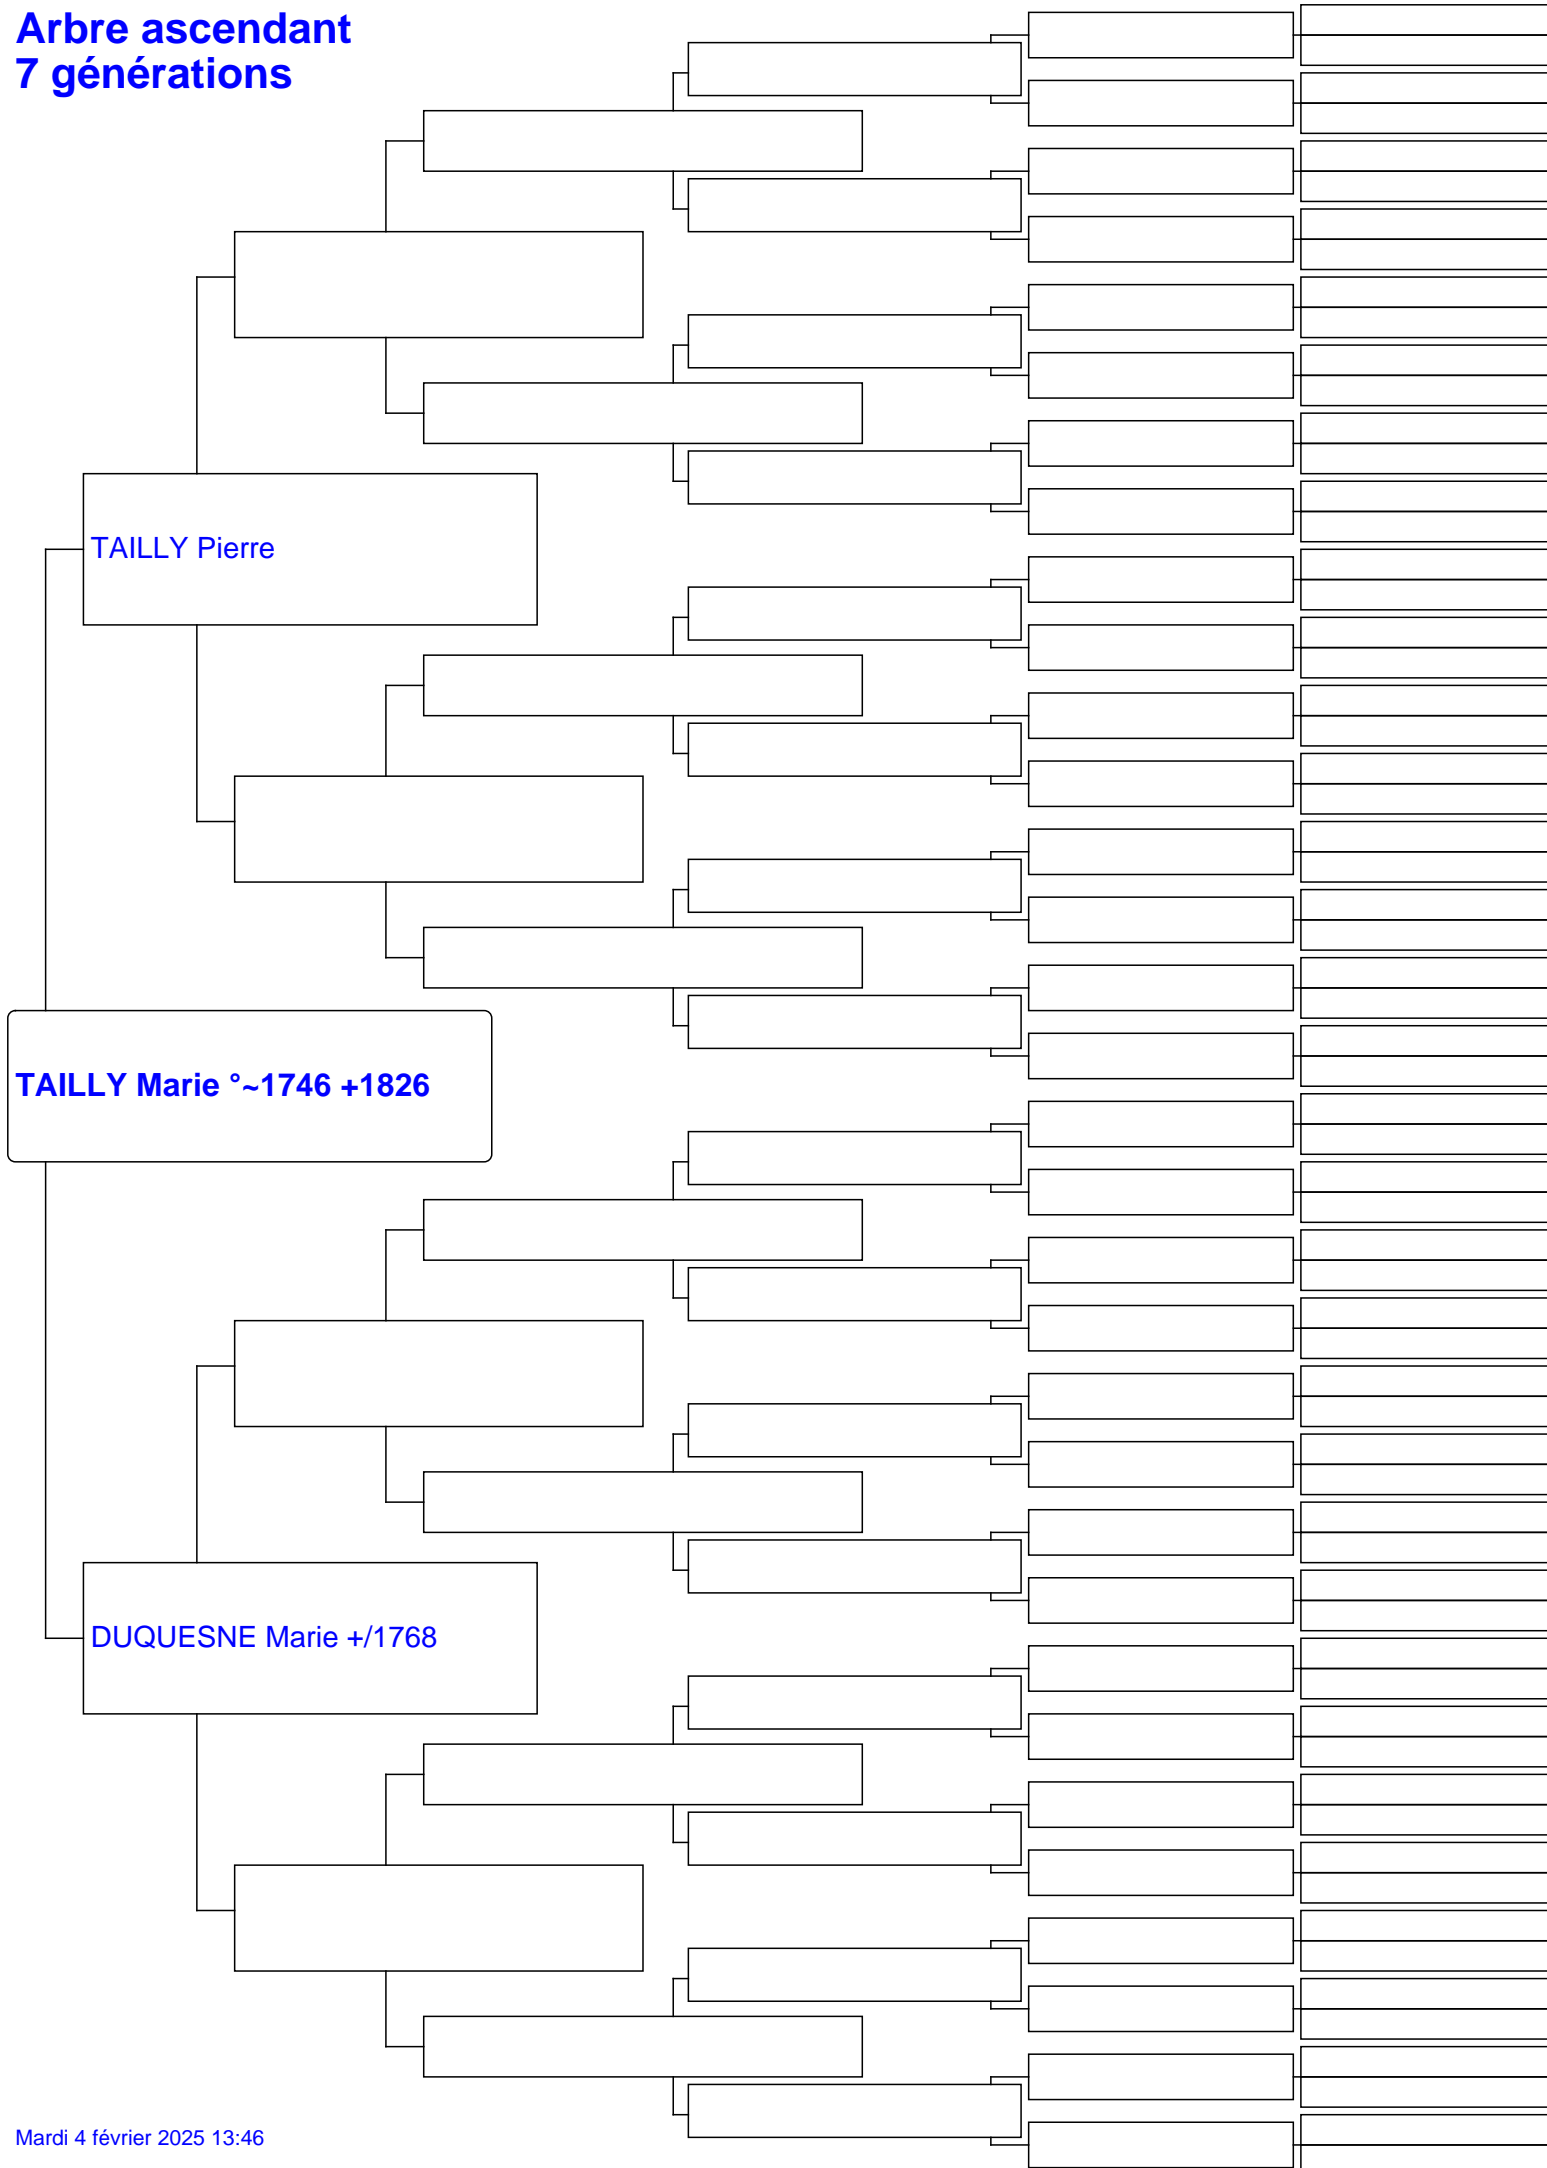 Arbre ascendant
7 générations
TAILLY Pierre
TAILLY Marie °~1746 +1826
DUQUESNE Marie +/1768
Mardi 4 février 2025 13:46